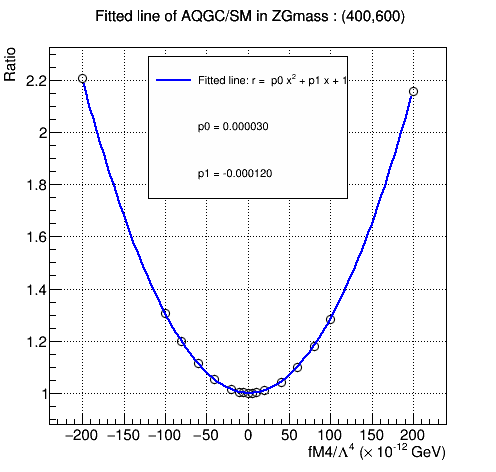 Fitted line of AQGC/SM in ZGmass : (400,600)
Ratio
Fitted line: r = p0 x² + p1 x + 1
p0 = 0.000030
p1 = -0.000120
2.2
2
1.8
1.6
1.4
1.2
1
−200 −150 −100 −50 0 50 100 150 200
fM4/Λ⁴ (× 10⁻¹² GeV)